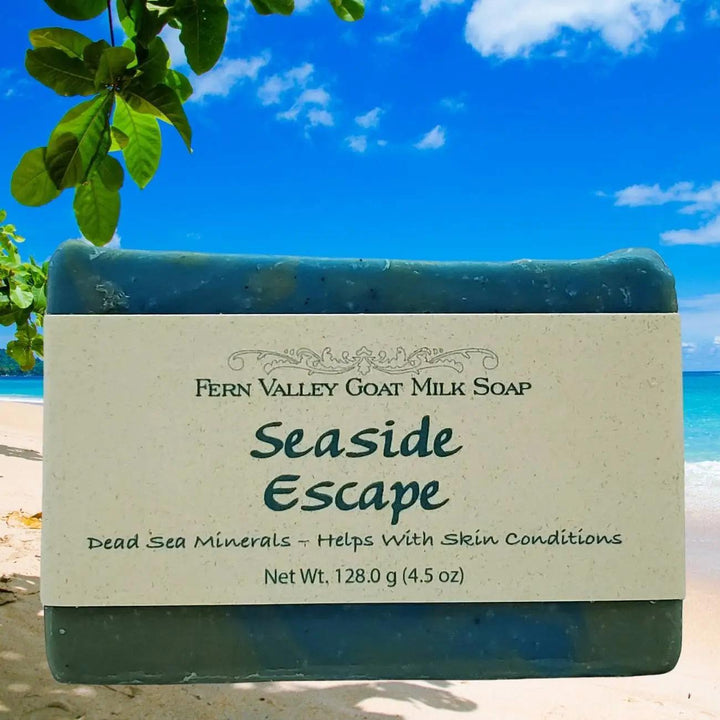 Fern Valley Goat Milk Soap
Seaside
Escape
Dead Sea Minerals – Helps With Skin Conditions
Net Wt. 128.0 g (4.5 oz)